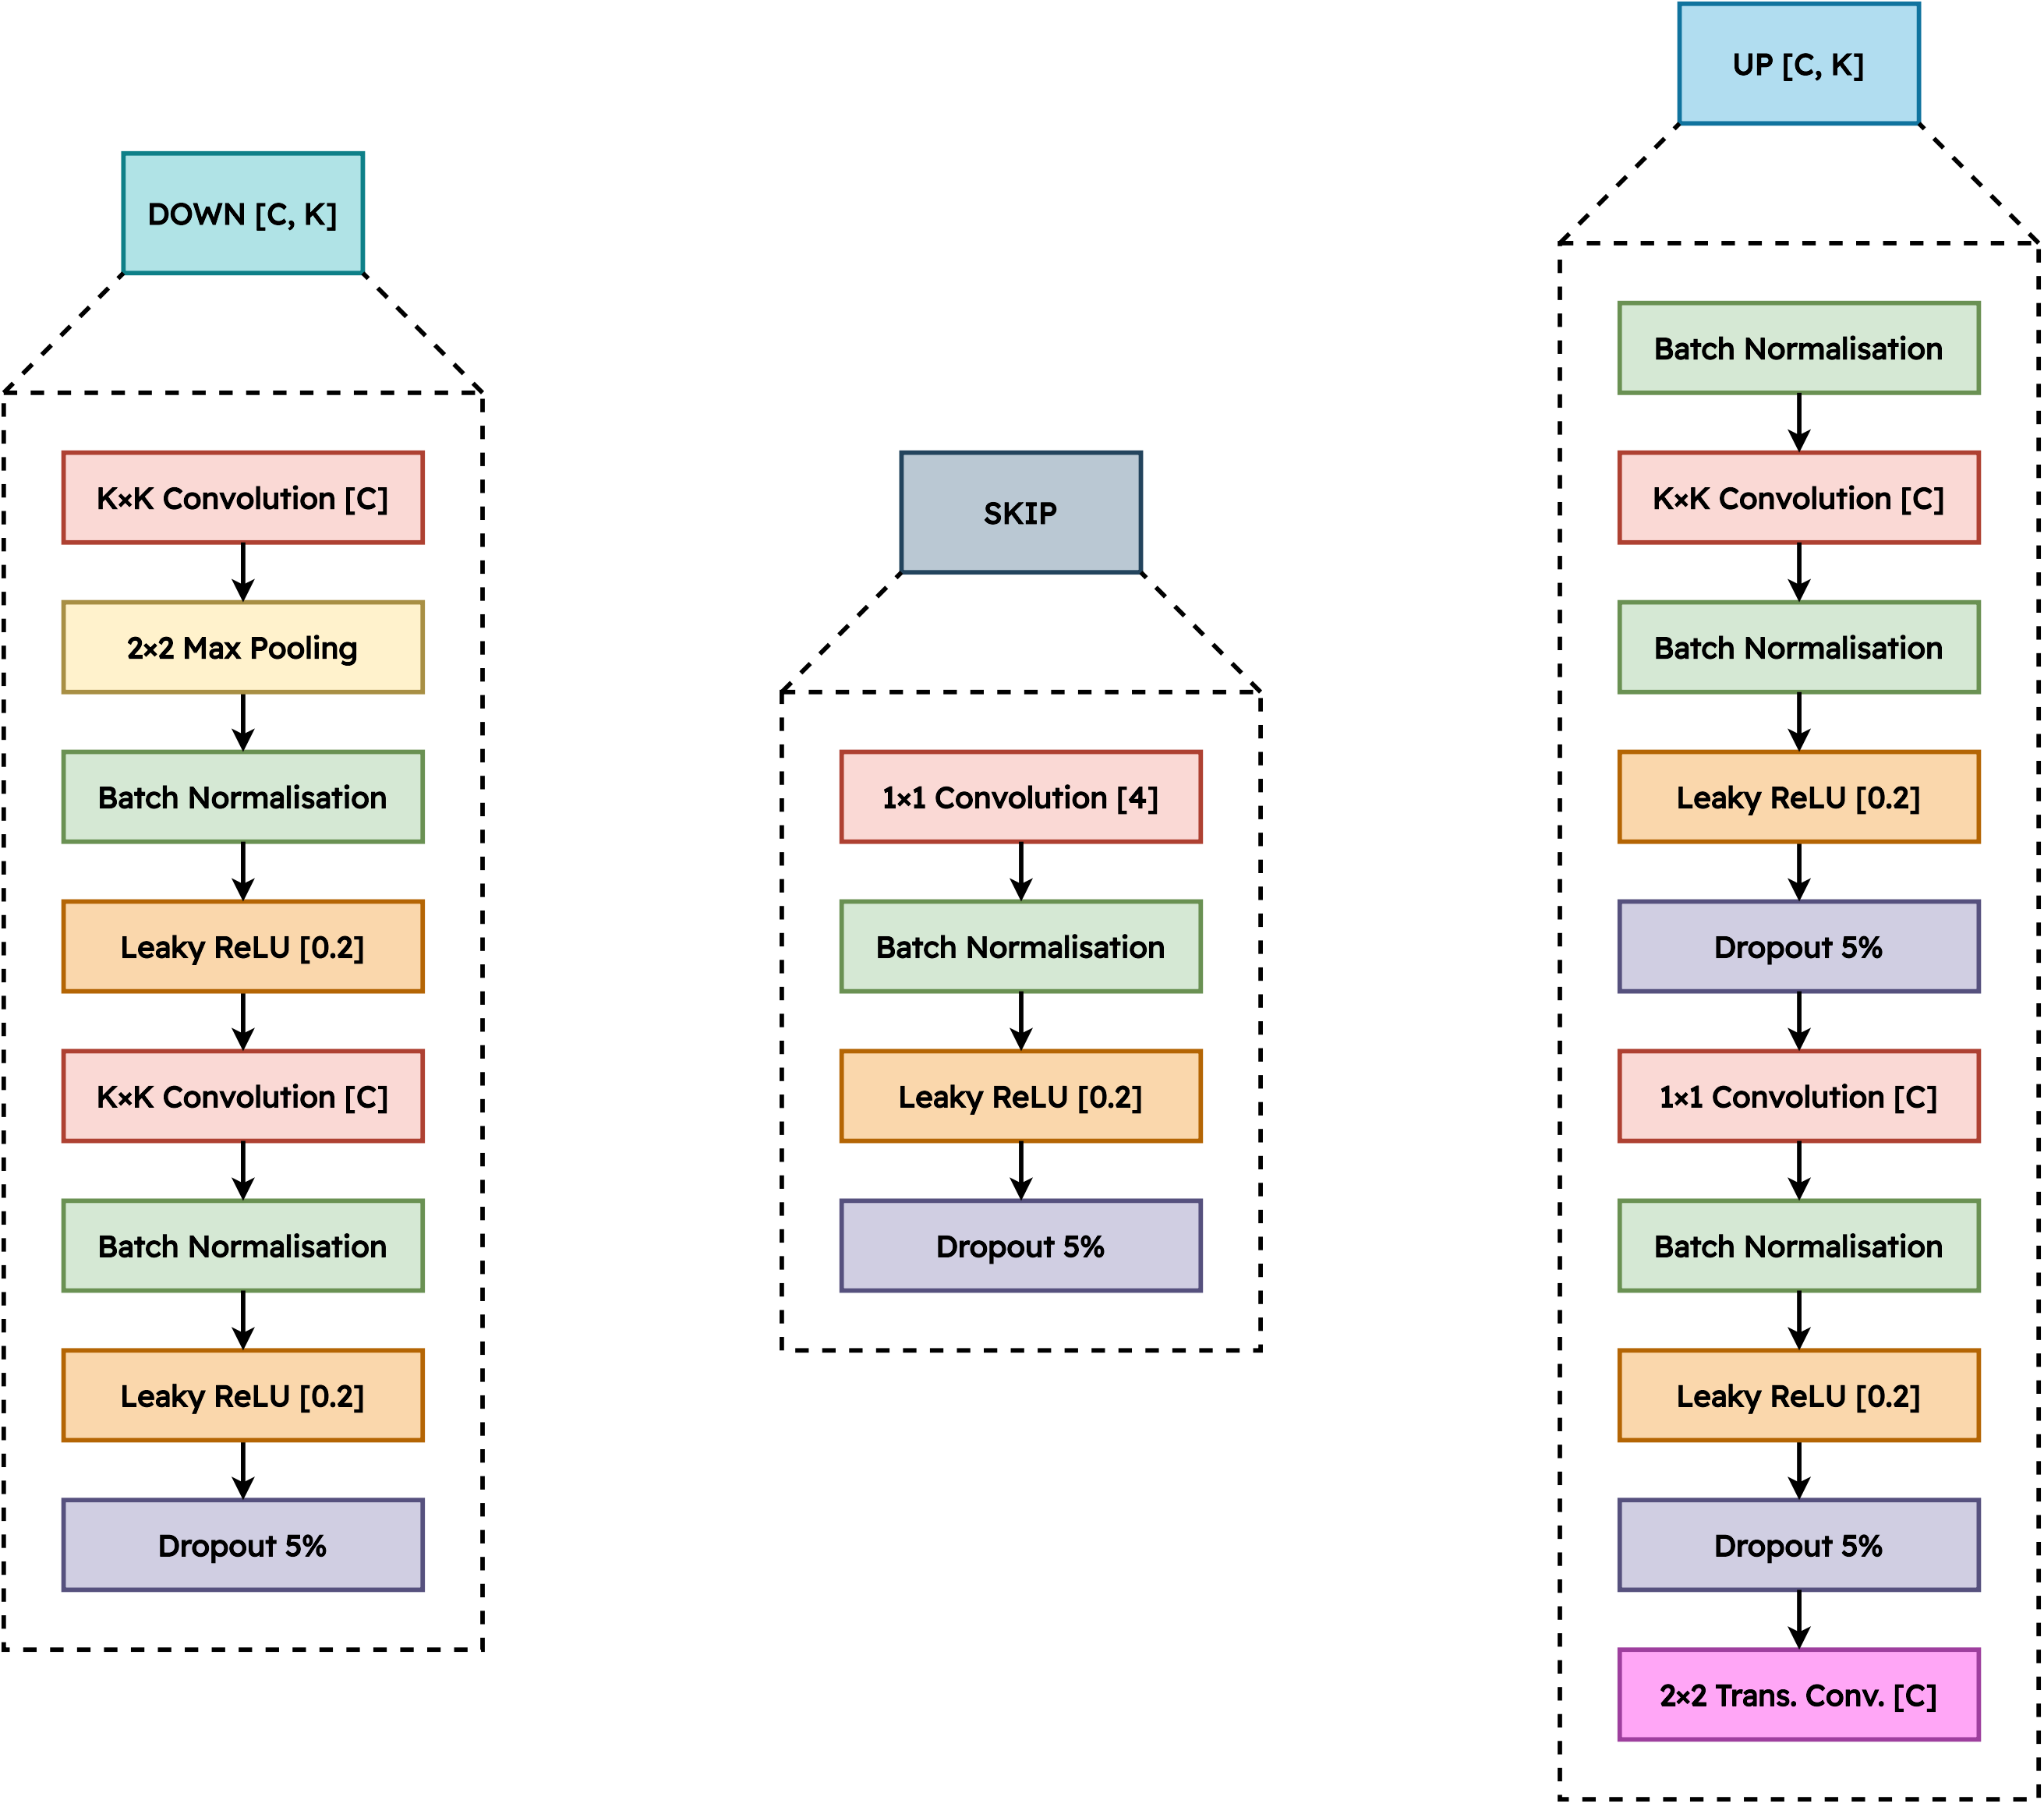 DOWN [C, K]
K×K Convolution [C]
2×2 Max Pooling
Batch Normalisation
Leaky ReLU [0.2]
K×K Convolution [C]
Batch Normalisation
Leaky ReLU [0.2]
Dropout 5%
SKIP
1×1 Convolution [4]
Batch Normalisation
Leaky ReLU [0.2]
Dropout 5%
UP [C, K]
Batch Normalisation
K×K Convolution [C]
Batch Normalisation
Leaky ReLU [0.2]
Dropout 5%
1×1 Convolution [C]
Batch Normalisation
Leaky ReLU [0.2]
Dropout 5%
2×2 Trans. Conv. [C]